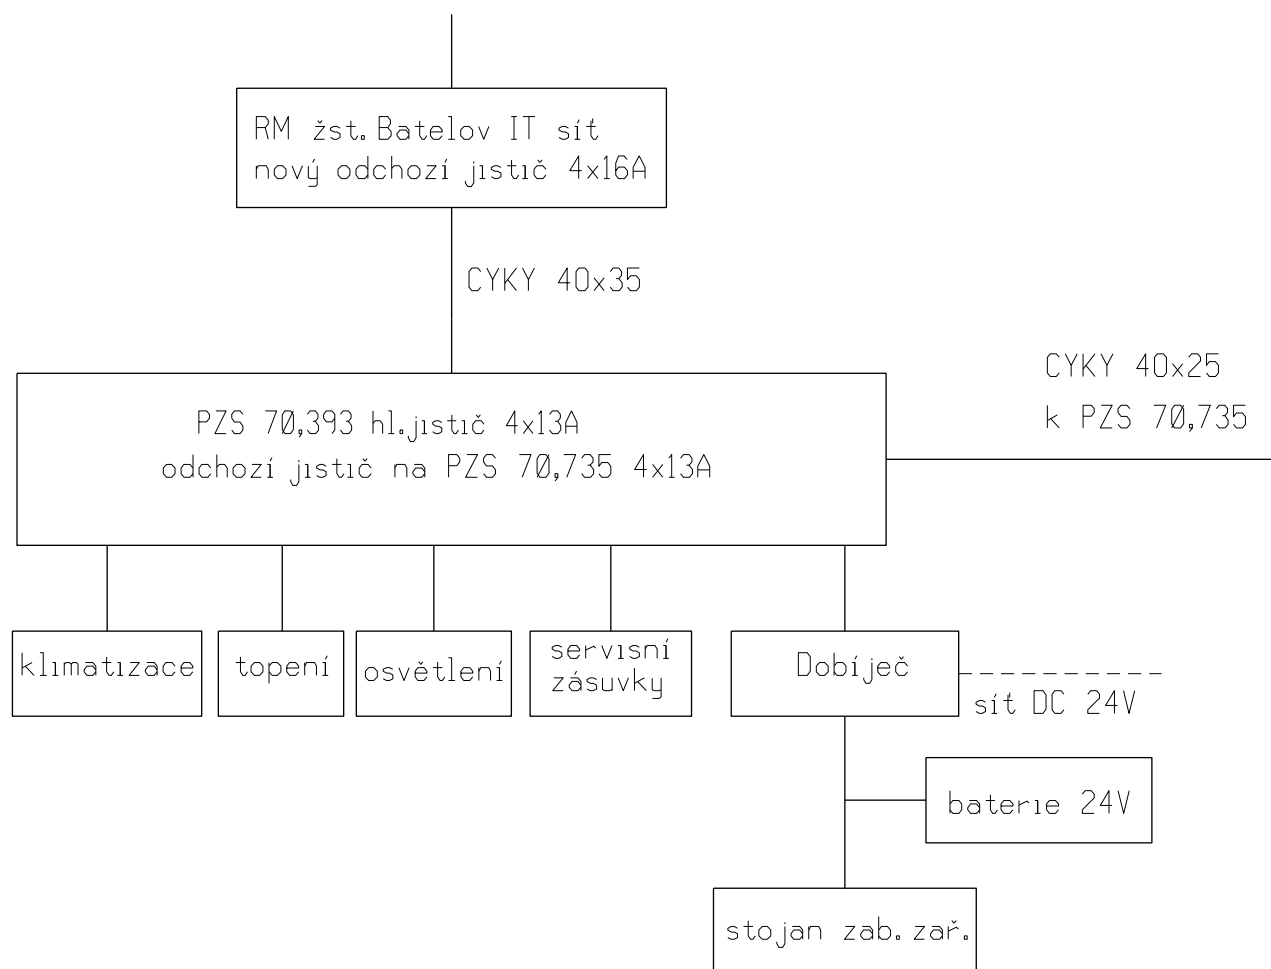 RM žst. Batelov IT síť
nový odchozí jistič 4x16A
CYKY 4Ox35
CYKY 4Ox25
k PZS 70,735
PZS 70,393 hl.jistič 4x13A
odchozí jistič na PZS 70,735 4x13A
klimatizace
topení
osvětlení
servisní
zásuvky
Dobíječ
síť DC 24V
baterie 24V
stojan zab. zař.